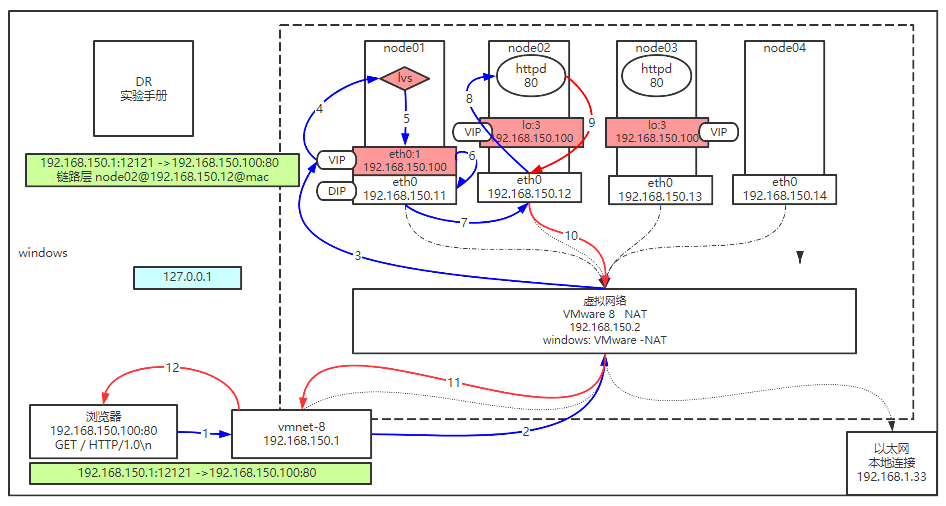 node01
node02
node03
node04
DR
实验手册
lvs
httpd
80
httpd
80
4
5
8
9
VIP
lo:3
192.168.150.100
lo:3
192.168.150.100
VIP
192.168.150.1:12121 ->192.168.150.100:80
链路层 node02@192.168.150.12@mac
VIP
eth0:1
192.168.150.100
6
DIP
eth0
192.168.150.11
eth0
192.168.150.12
eth0
192.168.150.13
eth0
192.168.150.14
7
10
windows
3
127.0.0.1
虚拟网络
VMware 8 NAT
192.168.150.2
windows: VMware -NAT
12
11
浏览器
192.168.150.100:80
GET / HTTP/1.0\n
1
vmnet-8
192.168.150.1
2
192.168.150.1:12121 ->192.168.150.100:80
以太网
本地连接
192.168.1.33